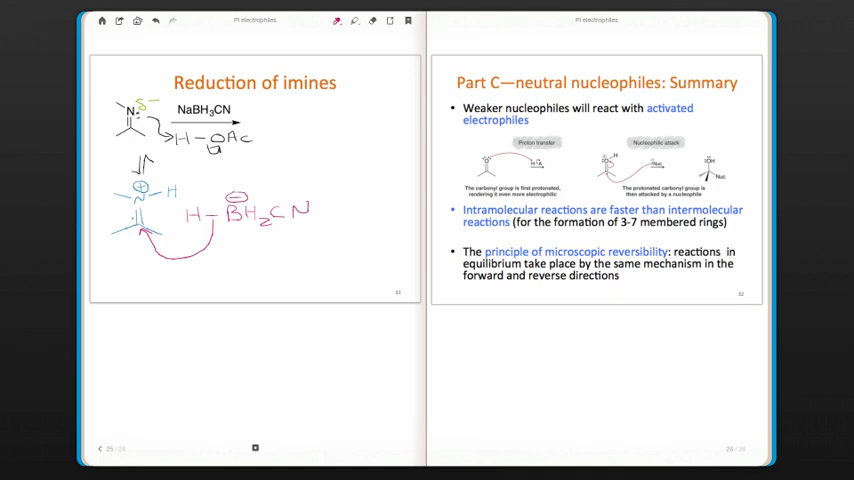 PI electrophiles
PI electrophiles
Reduction of imines
N δ−
NaBH3CN
H – OAc
⊕
N – H
H – BH2CN
⊖
31
25 / 26
Part C—neutral nucleophiles: Summary
• Weaker nucleophiles will react with activated
electrophiles
Proton transfer
Nucleophilic attack
The carbonyl group is first protonated,
rendering it even more electrophilic
The protonated carbonyl group is
then attacked by a nucleophile
• Intramolecular reactions are faster than intermolecular
reactions (for the formation of 3-7 membered rings)
• The principle of microscopic reversibility: reactions in
equilibrium take place by the same mechanism in the
forward and reverse directions
32
26 / 26